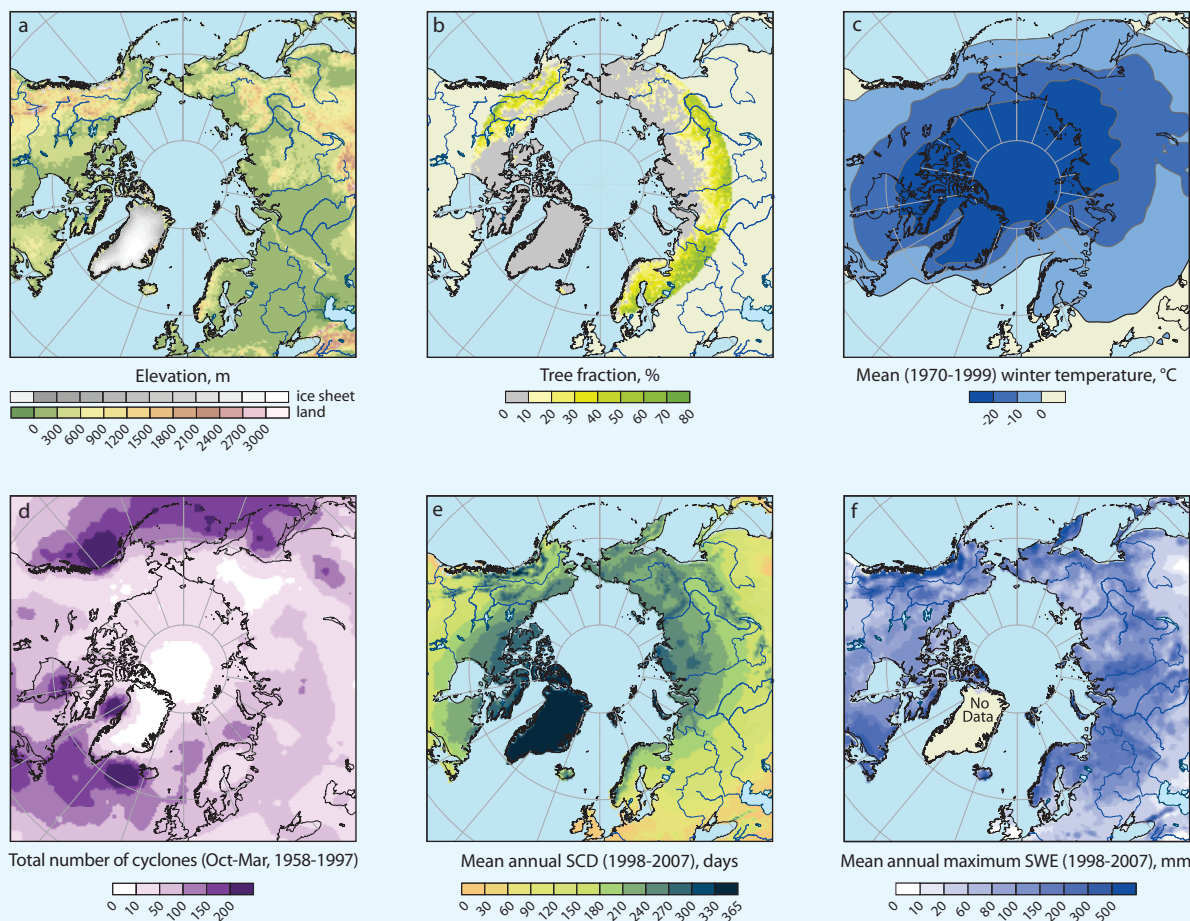 a
b
c
Elevation, m
ice sheet
land
0 300 600 900 1200 1500 1800 2100 2400 2700 3000
Tree fraction, %
0 10 20 30 40 50 60 70 80
Mean (1970-1999) winter temperature, °C
-20 -10 0
d
e
f
No
Data
Total number of cyclones (Oct-Mar, 1958-1997)
0 10 50 100 150 200
Mean annual SCD (1998-2007), days
0 30 60 90 120 150 180 210 240 270 300 330 365
Mean annual maximum SWE (1998-2007), mm
0 10 20 60 80 100 150 200 300 400 500